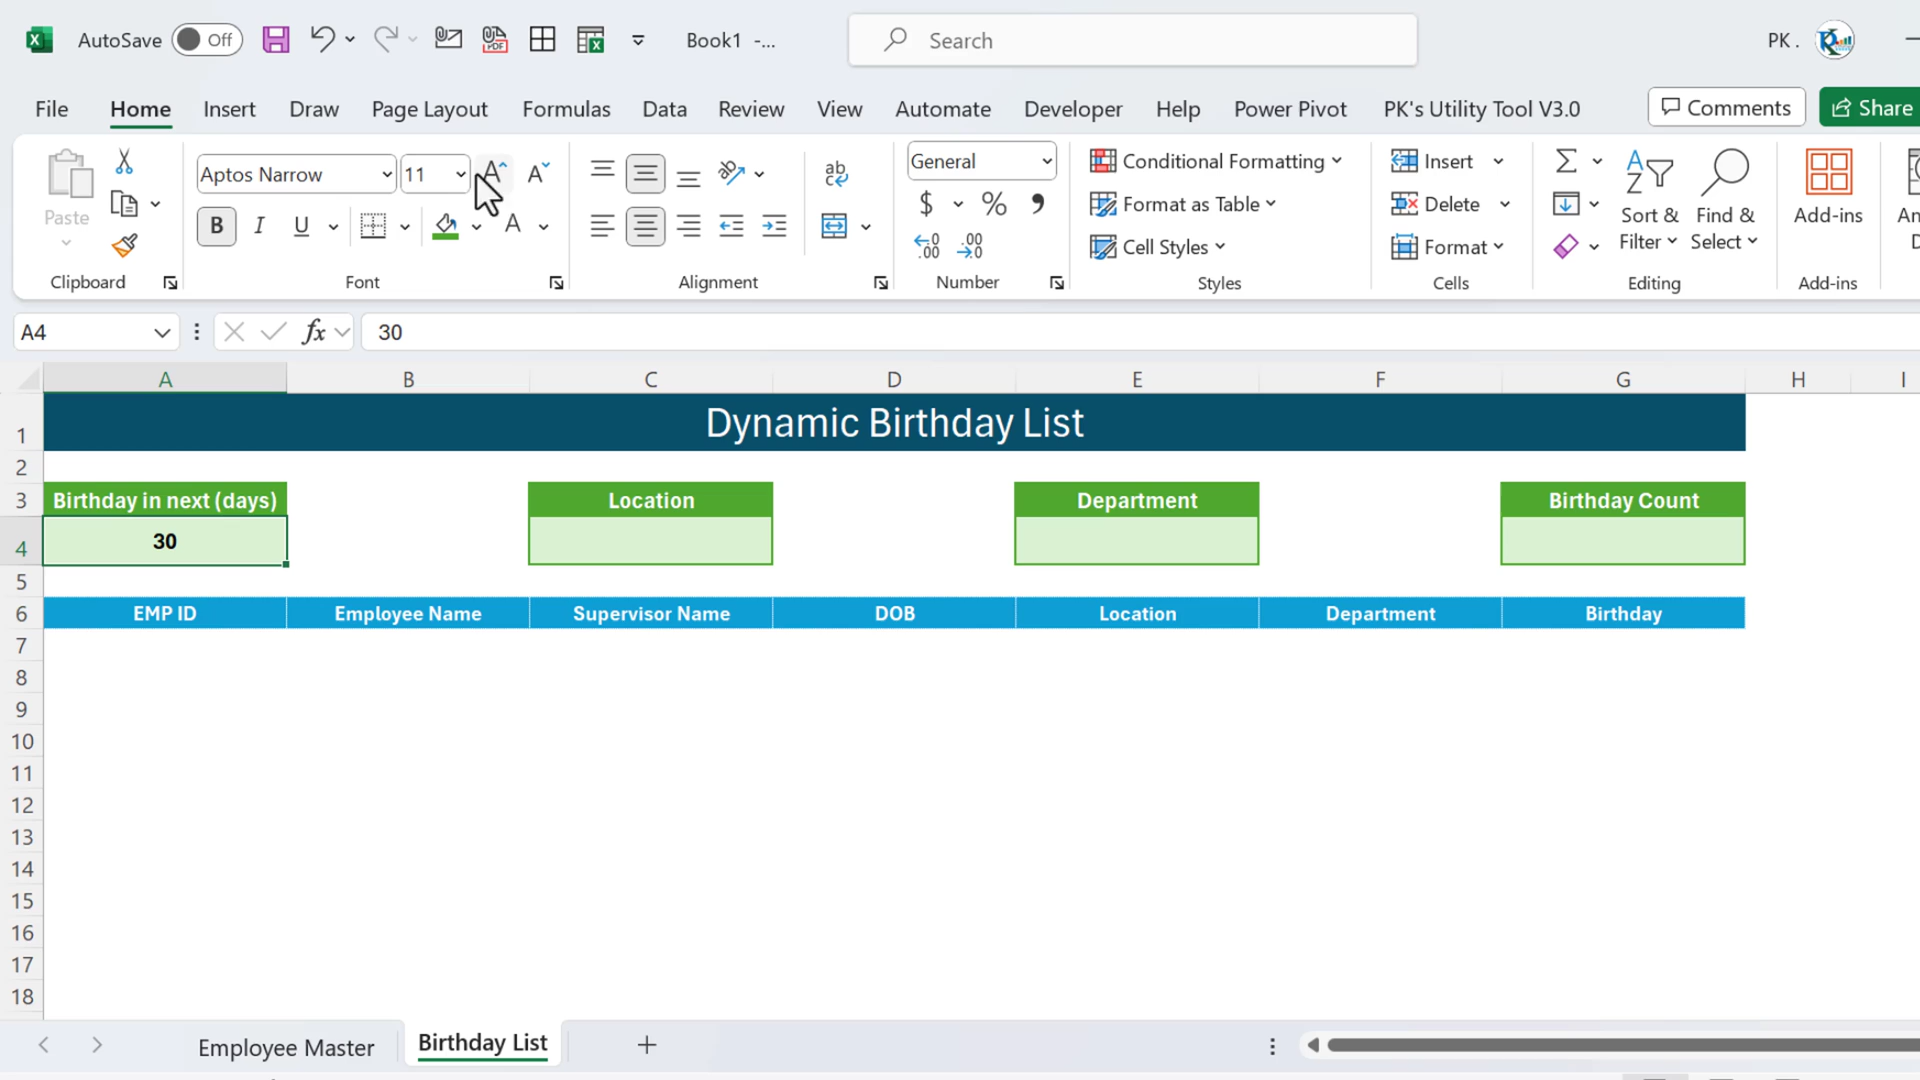 AutoSave Off Book1 -... Search PK .
File Home Insert Draw Page Layout Formulas Data Review View Automate Developer Help Power Pivot PK's Utility Tool V3.0 Comments Share
Paste Aptos Narrow 11 General Conditional Formatting Insert
B I U A $ % Format as Table Delete Sort & Filter Find & Select Add-ins
Cell Styles Format
Clipboard Font Alignment Number Styles Cells Editing Add-ins
A4 fx 30
A B C D E F G H I
1 Dynamic Birthday List
2
3 Birthday in next (days) Location Department Birthday Count
4 30
5
6 EMP ID Employee Name Supervisor Name DOB Location Department Birthday
7
8
9
10
11
12
13
14
15
16
17
18
Employee Master Birthday List